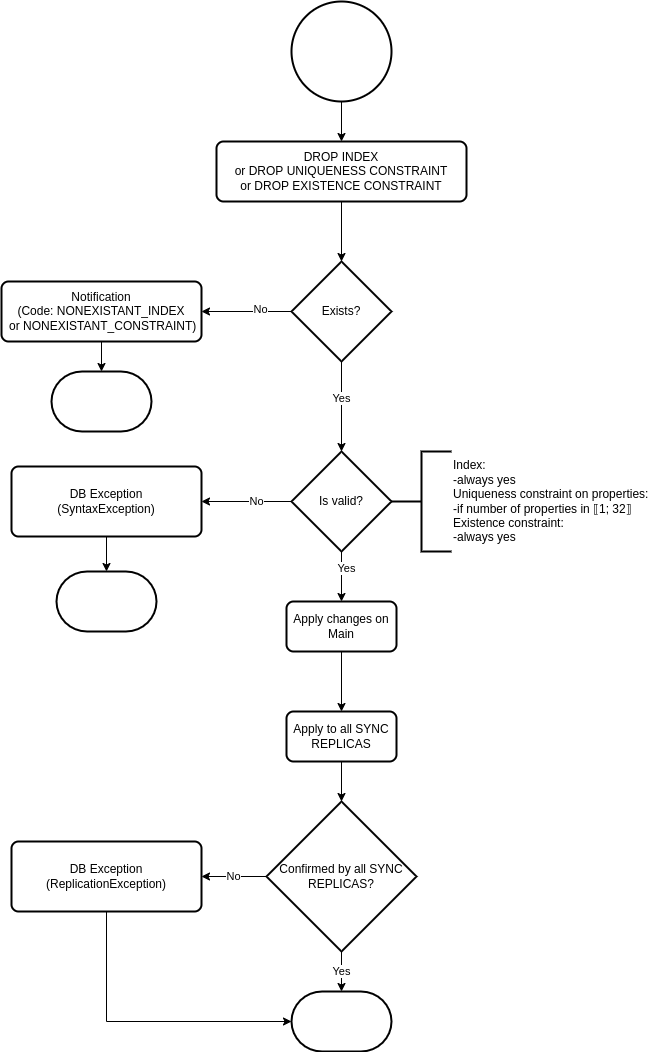 DROP INDEX
or DROP UNIQUENESS CONSTRAINT
or DROP EXISTENCE CONSTRAINT
Exists?
No
Notification
(Code: NONEXISTANT_INDEX
or NONEXISTANT_CONSTRAINT)
Yes
Is valid?
No
DB Exception
(SyntaxException)
Index:
-always yes
Uniqueness constraint on properties:
-if number of properties in ⟦1; 32⟧
Existence constraint:
-always yes
Yes
Apply changes on
Main
Apply to all SYNC
REPLICAS
Confirmed by all SYNC
REPLICAS?
No
DB Exception
(ReplicationException)
Yes